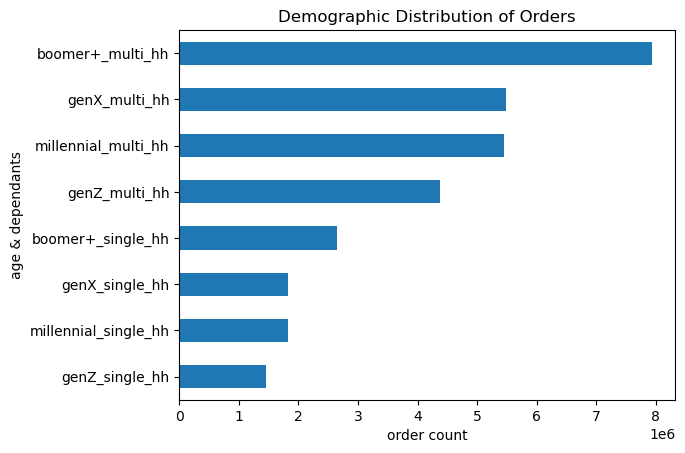 Demographic Distribution of Orders
age & dependants
boomer+_multi_hh
genX_multi_hh
millennial_multi_hh
genZ_multi_hh
boomer+_single_hh
genX_single_hh
millennial_single_hh
genZ_single_hh
0 1 2 3 4 5 6 7 8
1e6
order count